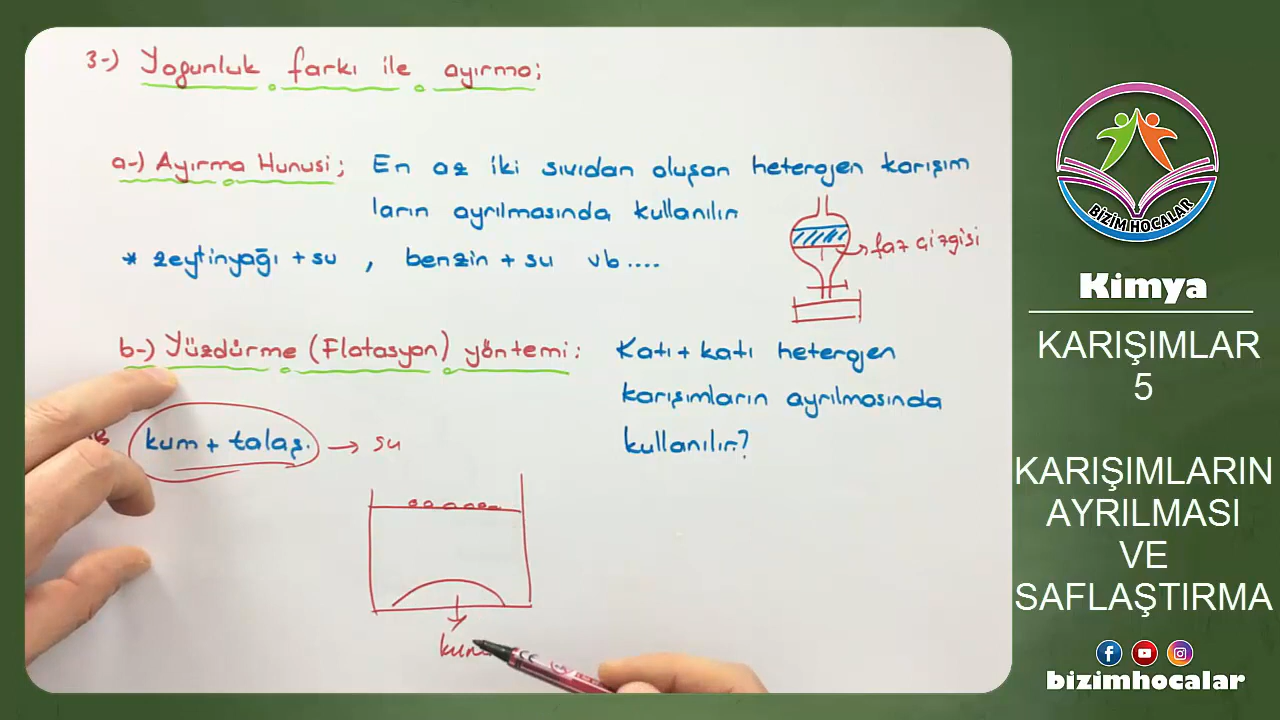 3-) Yoğunluk farkı ile ayırma;
a-) Ayırma Hunusi; En az iki sıvıdan oluşan heterojen karışım
ların ayrılmasında kullanılır.
faz çizgisi
* zeytinyağı + su , benzin + su vb....
b-) Yüzdürme (Flotasyon) yöntemi: Katı + katı heterojen
karışımların ayrılmasında
kullanılır?
kum + talaş. → su
kum
BİZİM HOCALAR
Kimya
KARIŞIMLAR
5
KARIŞIMLARIN
AYRILMASI
VE
SAFLAŞTIRMA
bizimhocalar